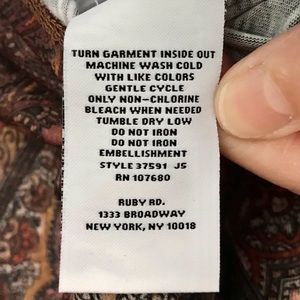 TURN GARMENT INSIDE OUT
MACHINE WASH COLD
WITH LIKE COLORS
GENTLE CYCLE
ONLY NON-CHLORINE
BLEACH WHEN NEEDED
TUMBLE DRY LOW
DO NOT IRON
DO NOT IRON
EMBELLISHMENT
STYLE 37591 JS
RN 107680
RUBY RD.
1333 BROADWAY
NEW YORK, NY 10018